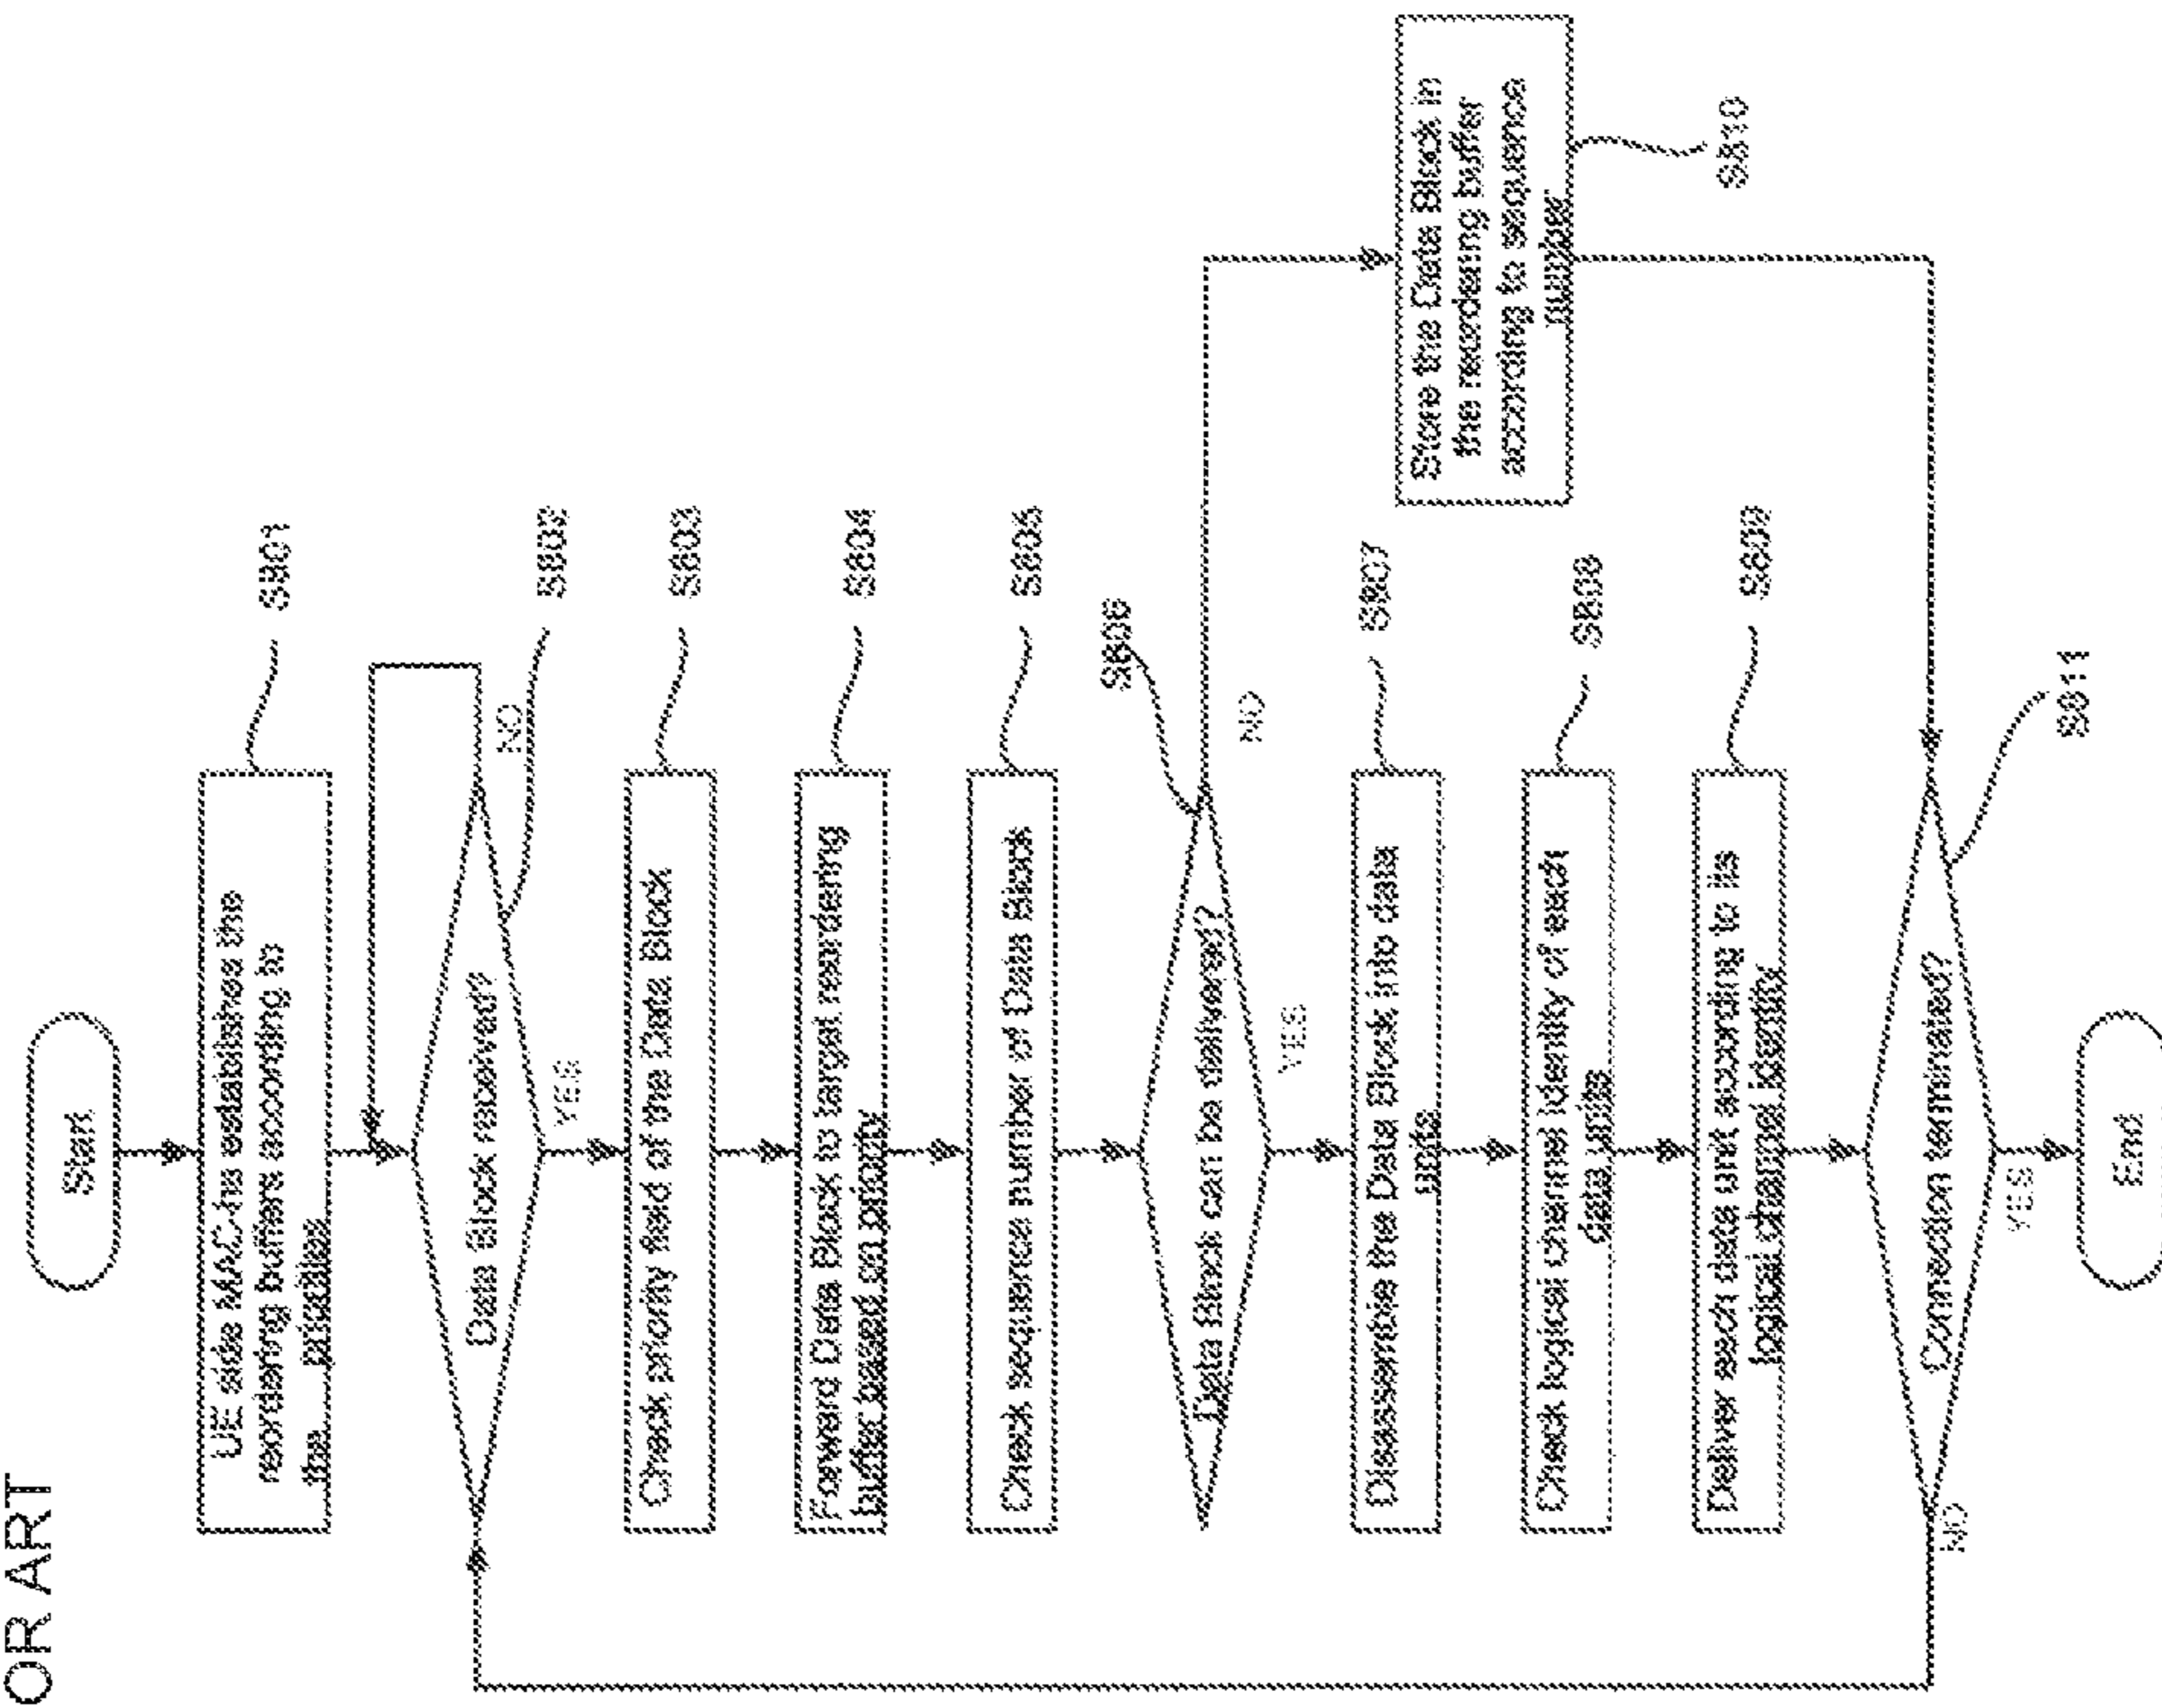 OR ART
Start
UE side MAC-hs establishes the
reordering buffers according to
the priorities
S801
Data Block received?
NO
S802
YES
Check priority field of the Data Block
S803
Forward Data Block to target reordering
buffer based on priority
S804
Check sequence number of Data Block
S805
Data Block can be delivered?
S806
NO
YES
Store the Data Block in
the reordering buffer
according to sequence
number
S810
Disassemble the Data Block into data
units
S807
Check logical channel identity of each
data units
S808
Deliver each data unit according to its
logical channel identity
S809
Connection terminated?
S811
NO
YES
End